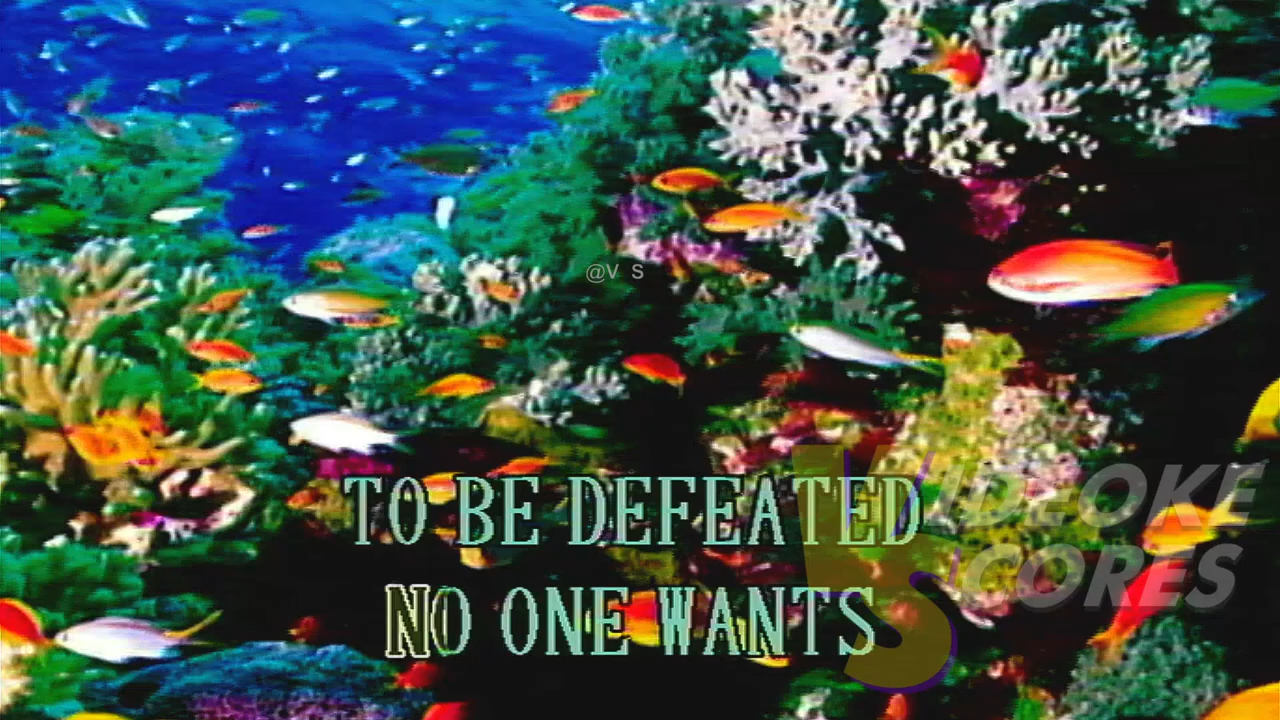 @V S
TO BE DEFEATED
NO ONE WANTS
VIDEOKE
SCORES